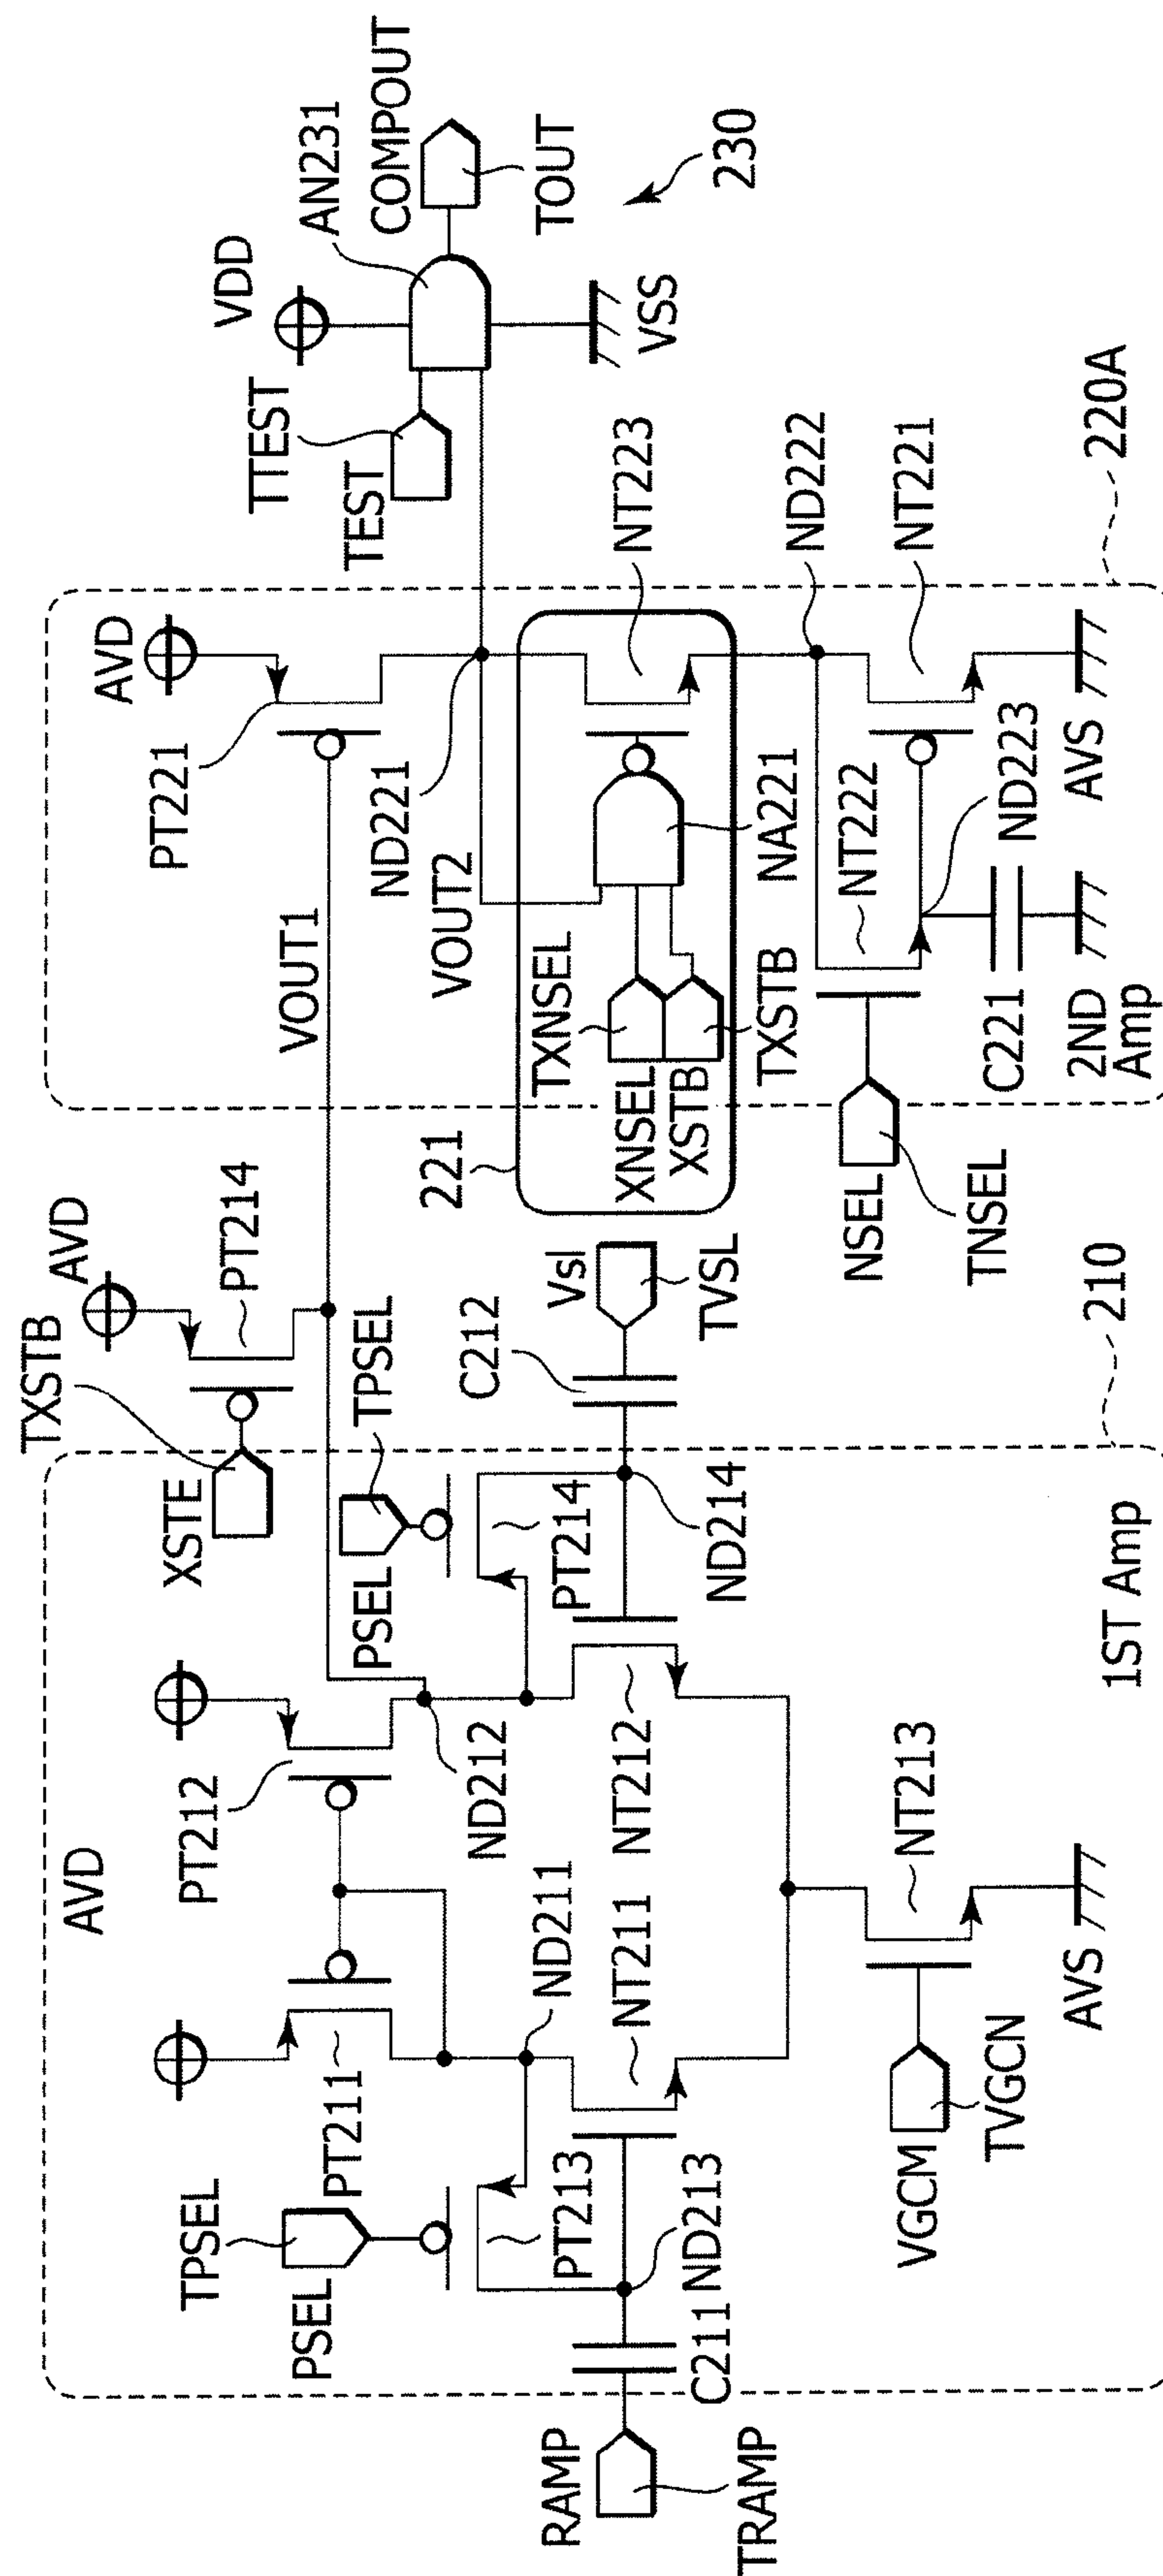 RAMP
TRAMP
TPSEL
PSEL
C211
ND213
PT213
PT211
AVD
PT212
ND211
NT211
VGCM
TVGCN
NT213
AVS
ND212
NT212
PSEL
TPSEL
PT214
ND214
C212
Vsl
TVSL
1ST Amp
210
TXSTB
XSTE
AVD
PT214
VOUT1
221
TXNSEL
XNSEL
XSTB
TXSTB
NSEL
TNSEL
VOUT2
PT221
AVD
ND221
NA221
NT222
C221
2ND
Amp
ND223
AVS
NT223
ND222
NT221
220A
TTEST
TEST
VDD
AN231
VSS
COMPOUT
TOUT
230